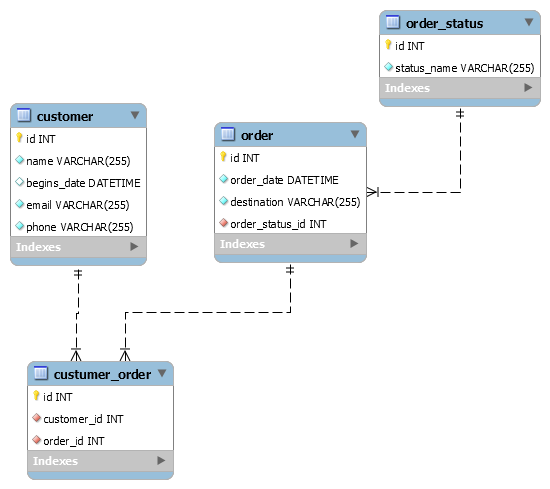 order_status
id INT
status_name VARCHAR(255)
Indexes
customer
id INT
name VARCHAR(255)
begins_date DATETIME
email VARCHAR(255)
phone VARCHAR(255)
Indexes
order
id INT
order_date DATETIME
destination VARCHAR(255)
order_status_id INT
Indexes
custumer_order
id INT
customer_id INT
order_id INT
Indexes